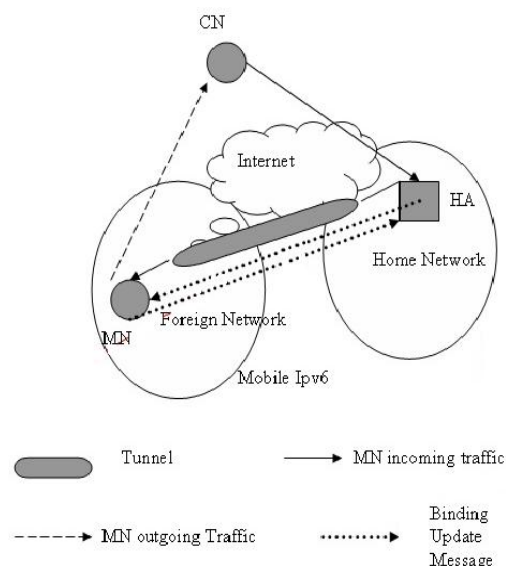 CN
Internet
HA
Home Network
Foreign Network
MN
Mobile Ipv6
Tunnel
MN incoming traffic
MN outgoing Traffic
Binding
Update
Message